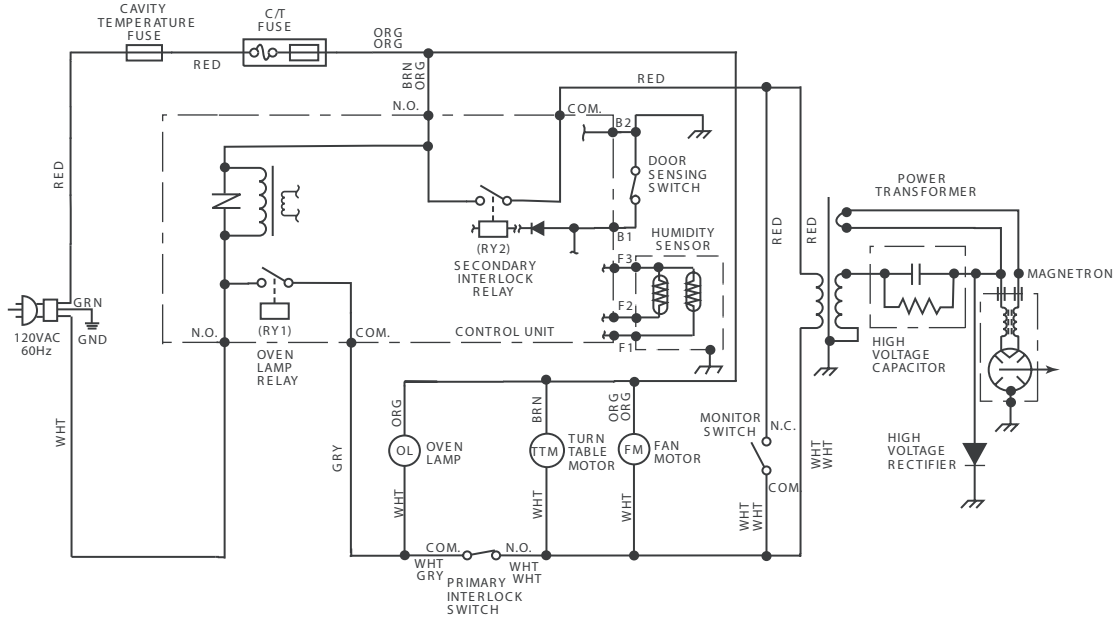 CAVITY
TEMPERATURE
FUSE
C/T
FUSE
RED
ORG
ORG
BRN
ORG
RED
N.O.
COM.
B2
DOOR
SENSING
SWITCH
POWER
TRANSFORMER
RED
(RY2)
SECONDARY
INTERLOCK
RELAY
B1
HUMIDITY
SENSOR
F3
F2
F1
RED
RED
MAGNETRON
GRN
GND
120VAC
60Hz
(RY1)
N.O.
COM.
CONTROL UNIT
OVEN
LAMP
RELAY
HIGH
VOLTAGE
CAPACITOR
WHT
GRY
ORG
OL
OVEN
LAMP
WHT
BRN
TTM
TURN
TABLE
MOTOR
WHT
ORG
ORG
FM
FAN
MOTOR
WHT
MONITOR
SWITCH
N.C.
COM.
WHT
WHT
WHT
WHT
HIGH
VOLTAGE
RECTIFIER
COM.
N.O.
WHT
GRY
WHT
WHT
PRIMARY
INTERLOCK
SWITCH